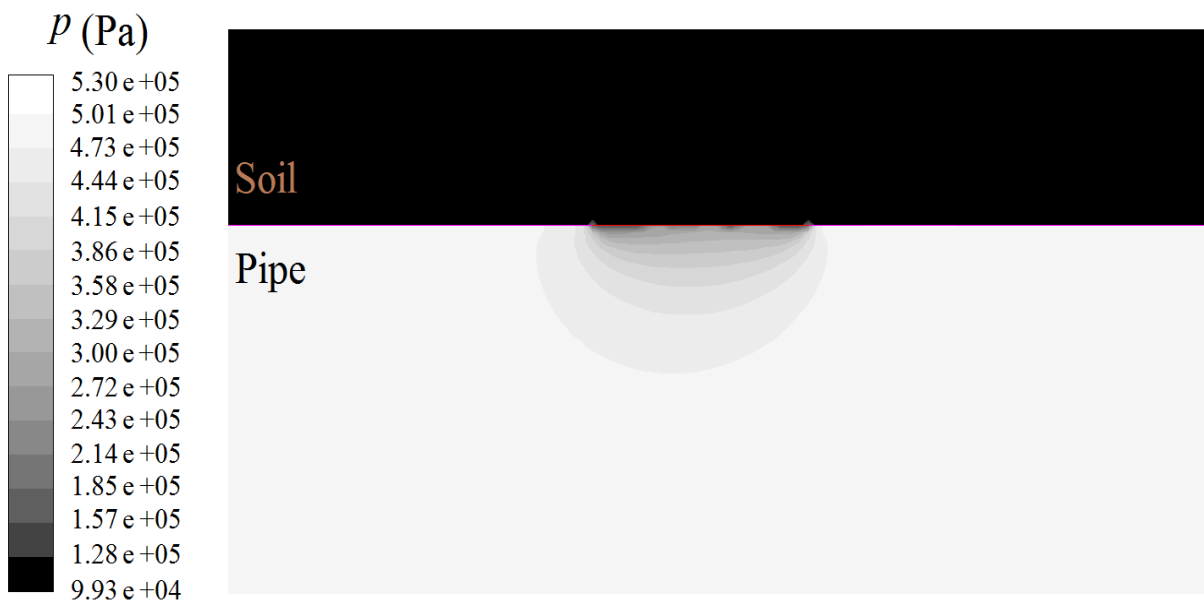 p (Pa)
5.30 e +05
5.01 e +05
4.73 e +05
4.44 e +05
4.15 e +05
3.86 e +05
3.58 e +05
3.29 e +05
3.00 e +05
2.72 e +05
2.43 e +05
2.14 e +05
1.85 e +05
1.57 e +05
1.28 e +05
9.93 e +04
Soil
Pipe